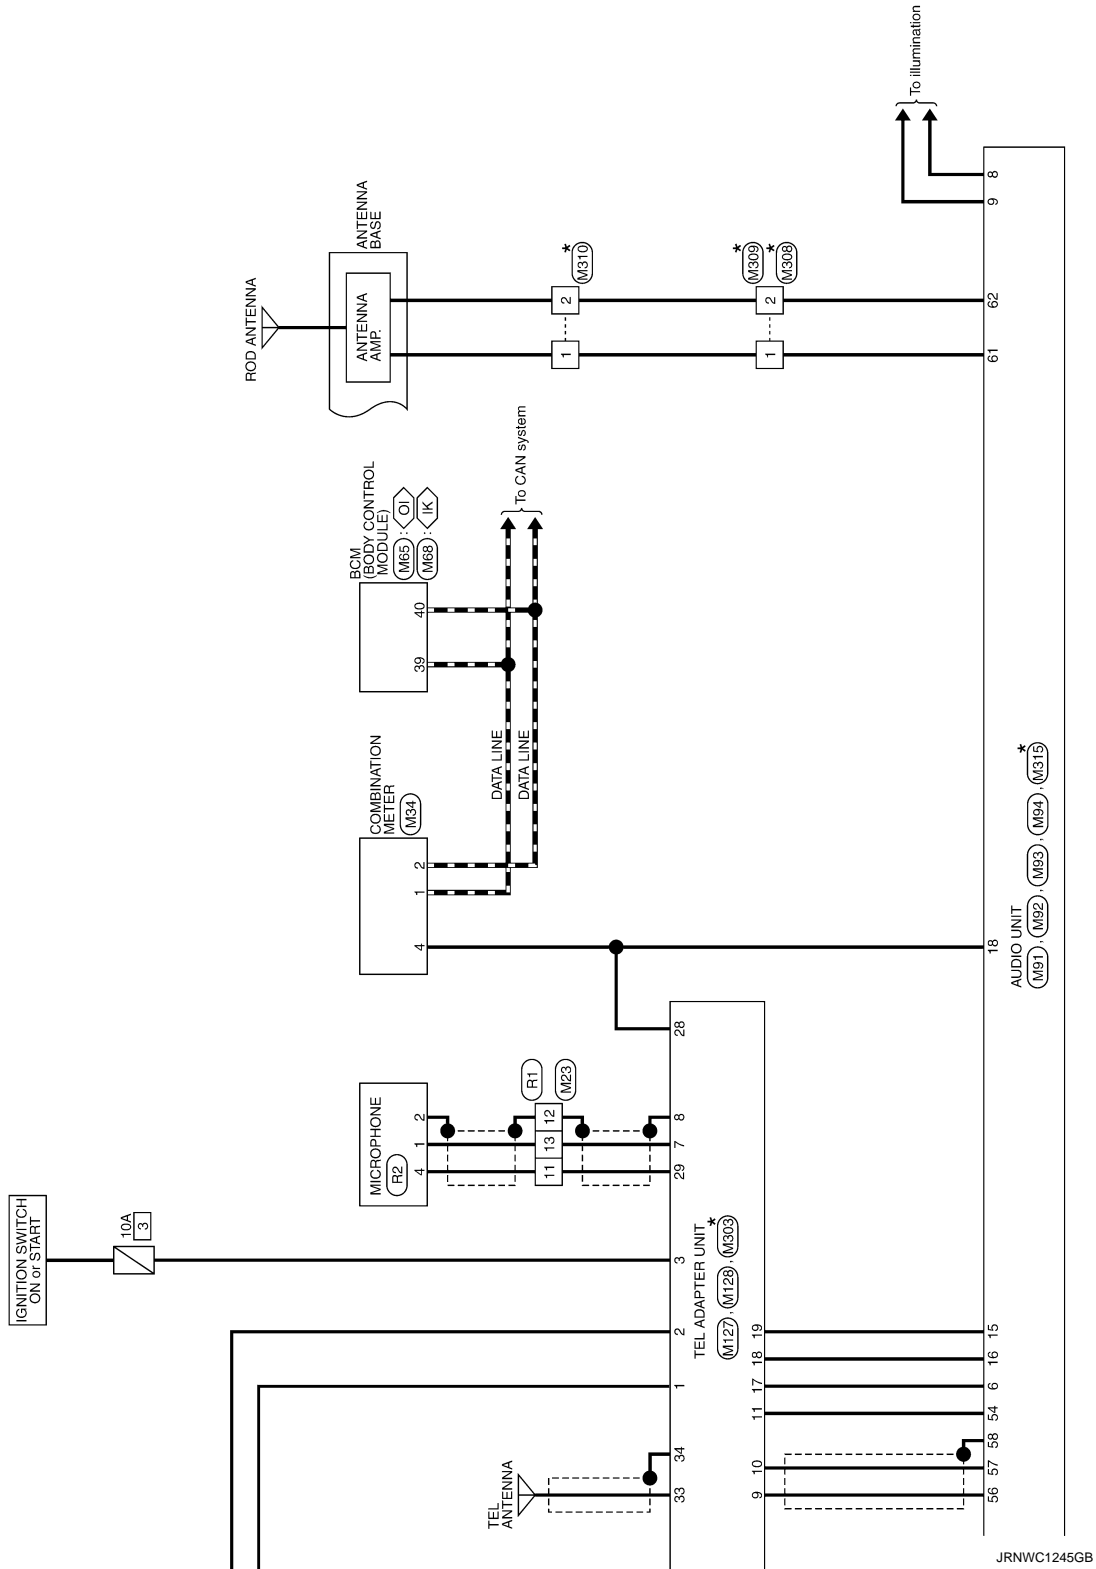 IGNITION SWITCH
ON or START
10A
3
TEL
ANTENNA
33
34
1
2
3
MICROPHONE
R2
4
1
2
R1
M23
11
13
12
29
7
8
28
TEL ADAPTER UNIT
M127 , M128 , M303
*
9
10
11
17
18
19
COMBINATION
METER
M34
4
1
2
DATA LINE
DATA LINE
BCM
(BODY CONTROL
MODULE)
M65 : OI
M68 : IK
39
40
To CAN system
ROD ANTENNA
ANTENNA
BASE
ANTENNA
AMP.
1
2
*
M310
1
2
*
M309
*
M308
To illumination
56
57
58
54
6
16
15
18
61
62
9
8
AUDIO UNIT
M91 , M92 , M93 , M94 , M315
*
JRNWC1245GB